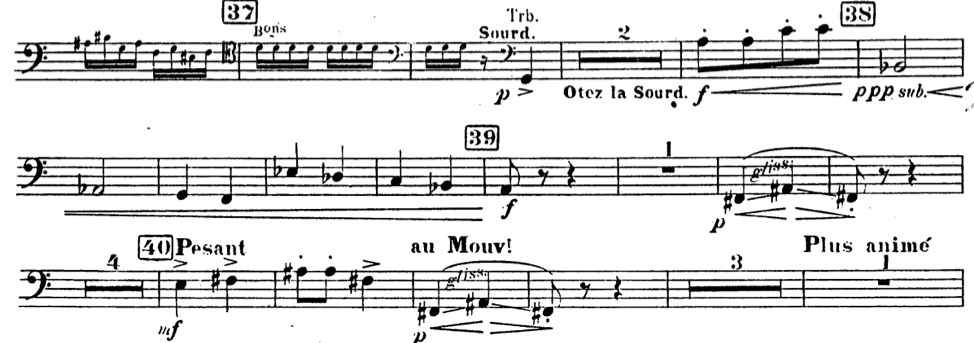 37 Bons Trb. Sourd. 2 38
p Otez la Sourd. f ppp sub.
39 1 gliss.
f p
4 40 Pesant au Mouv! gliss. 3 Plus animé 1
mf p